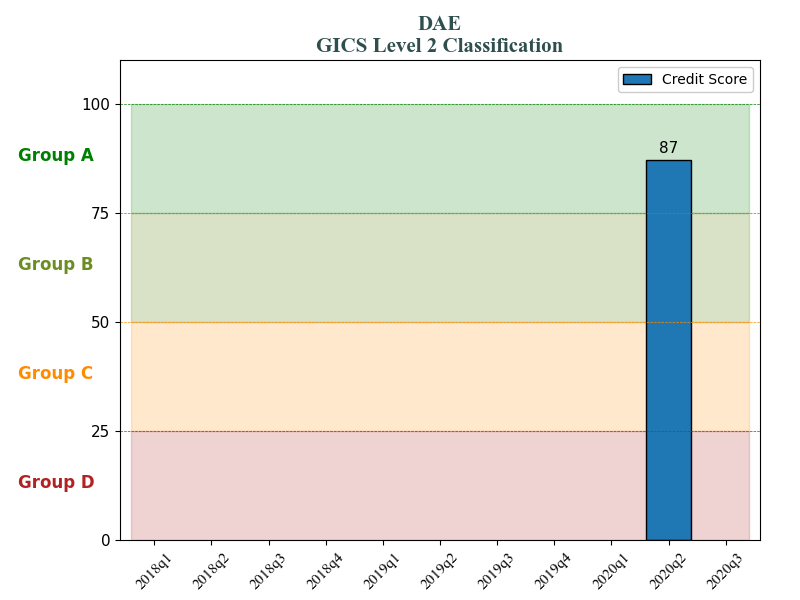 DAE
GICS Level 2 Classification
Credit Score
100
87
Group A
75
Group B
50
Group C
25
Group D
0
2018q1 2018q2 2018q3 2018q4 2019q1 2019q2 2019q3 2019q4 2020q1 2020q2 2020q3